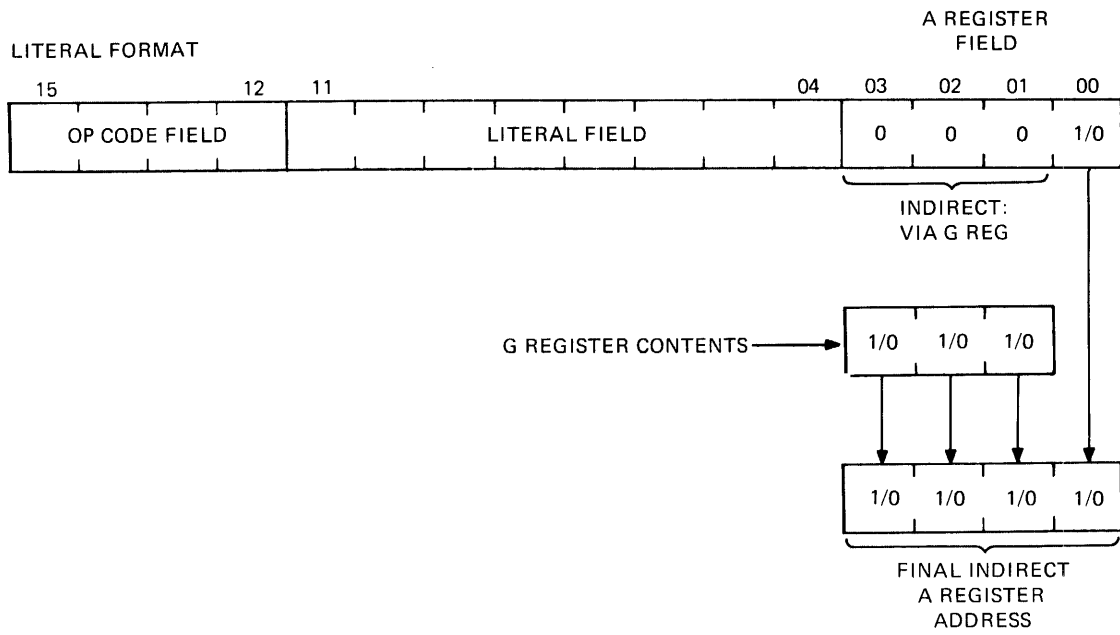 A REGISTER
FIELD
LITERAL FORMAT
15 12 11 04 03 02 01 00
OP CODE FIELD LITERAL FIELD 0 0 0 1/0
INDIRECT:
VIA G REG
G REGISTER CONTENTS 1/0 1/0 1/0
1/0 1/0 1/0 1/0
FINAL INDIRECT
A REGISTER
ADDRESS